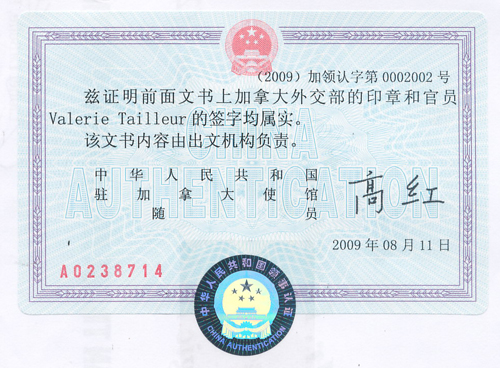 (2009)加领认字第 0002002 号
兹证明前面文书上加拿大外交部的印章和官员
Valerie Tailleur 的签字均属实。
该文书内容由出文机构负责。
中华人民共和国
驻加拿大使馆
随员
高红
2009 年 08 月 11 日
A0238714
CHINA
AUTHENTICATION
中华人民共和国领事认证
CHINA AUTHENTICATION